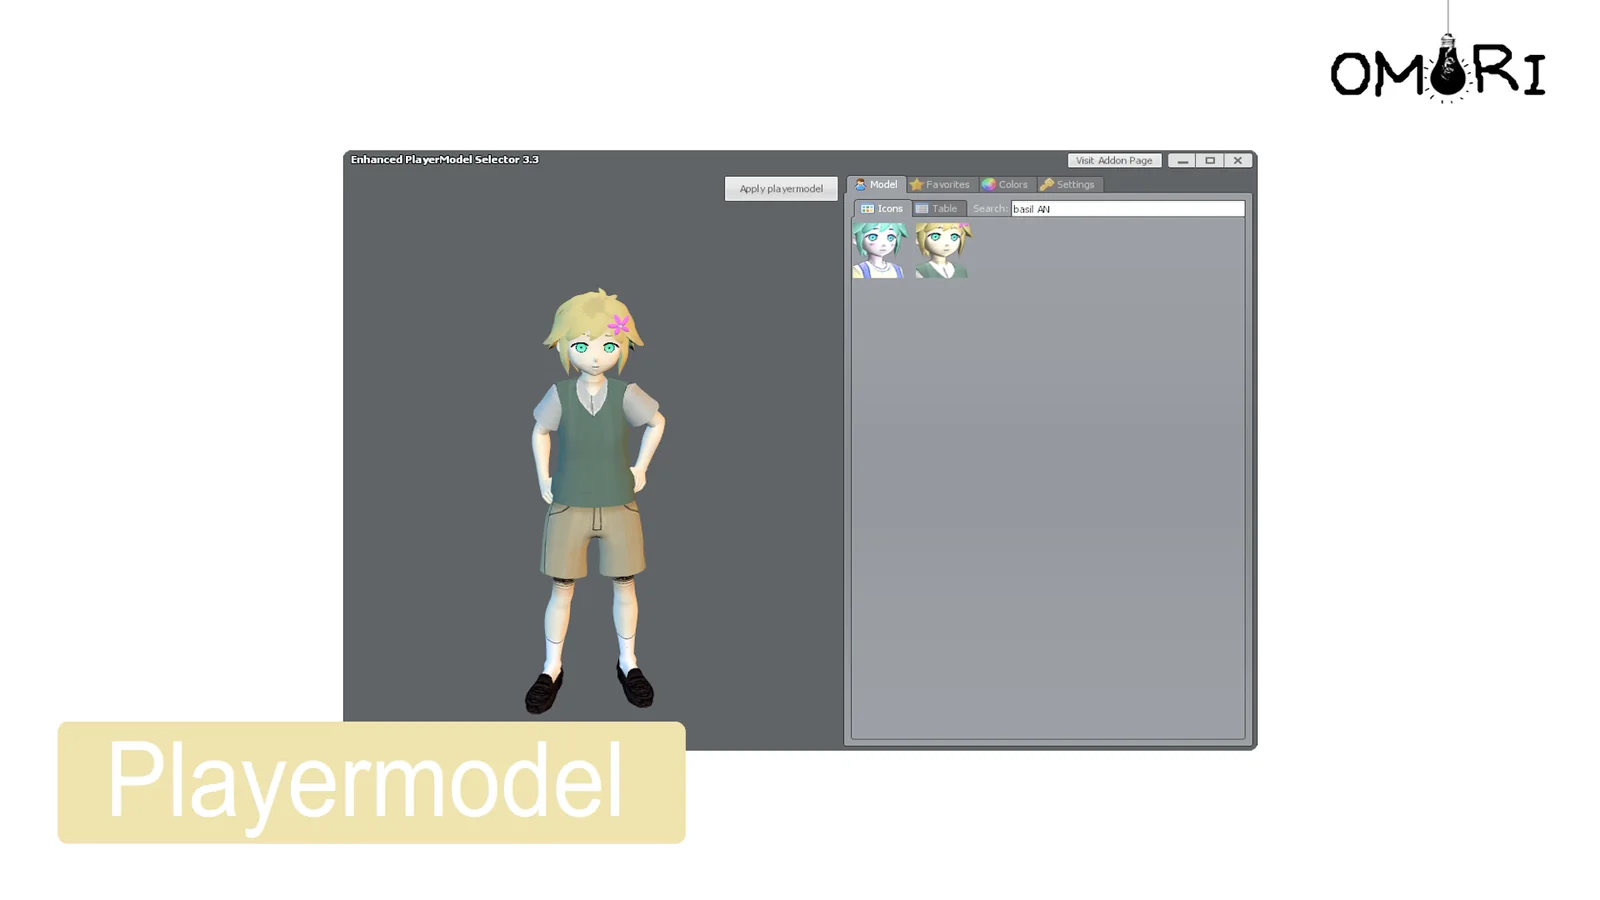 OMORI
Enhanced PlayerModel Selector 3.3
Visit Addon Page
Apply playermodel
Model
Favorites
Colors
Settings
Icons
Table
Search:
basil AN
Playermodel